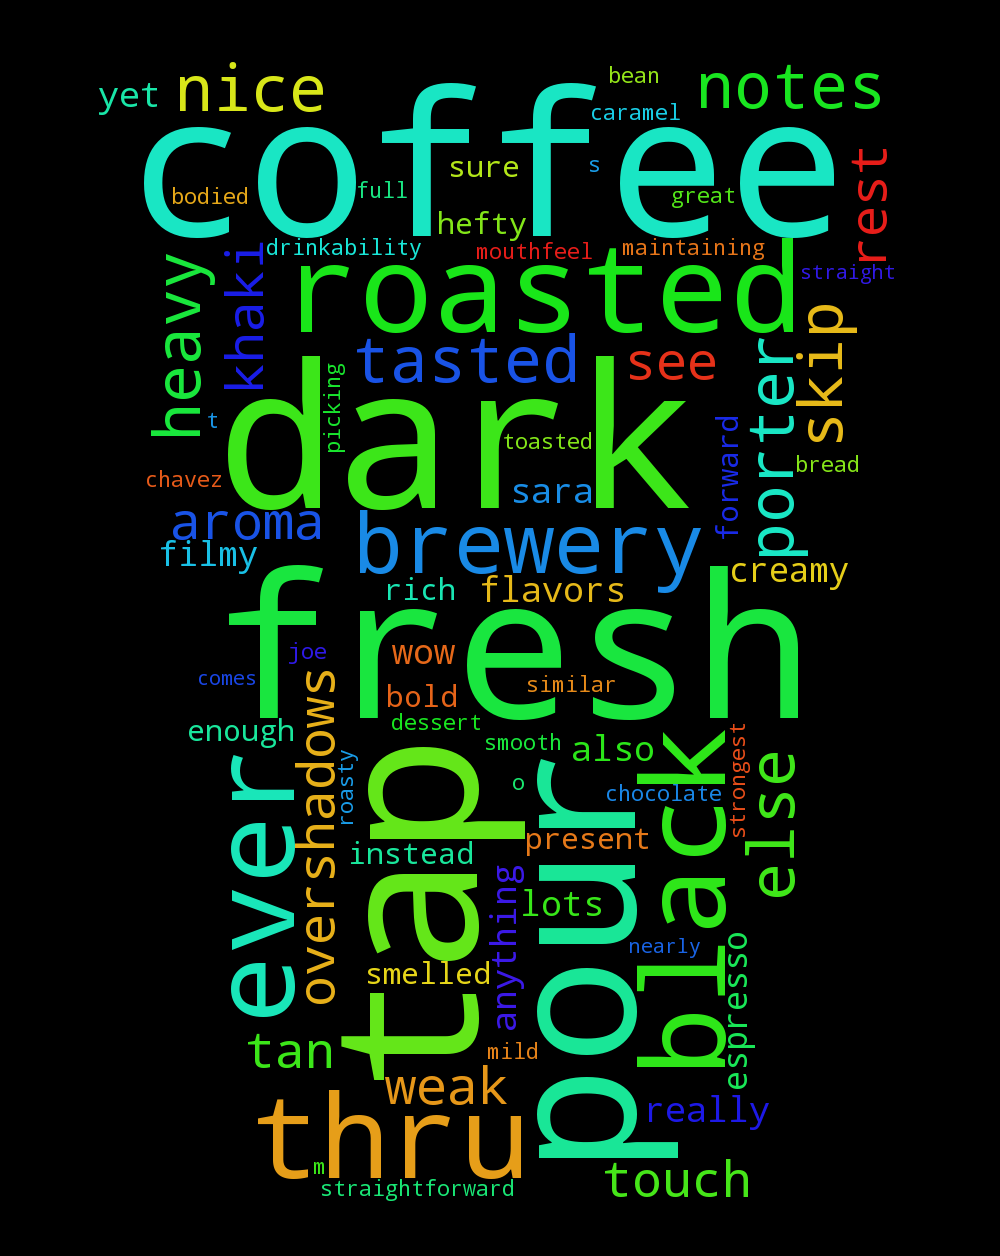 yet
nice
bean
notes
caramel
coffee
sure
s
rest
bodied
full
great
hefty
drinkability
mouthfeel
maintaining
straight
heavy
khaki
roasted
tasted
see
skip
porter
picking
dark
t
toasted
forward
bread
chavez
sara
aroma
brewery
filmy
creamy
rich
flavors
fresh
joe
wow
comes
similar
bold
overshadows
dessert
enough
smooth
also
black
strongest
else
ever
roasty
tap
o
pour
chocolate
present
instead
anything
lots
nearly
espresso
smelled
tan
mild
weak
really
thru
m
straightforward
touch